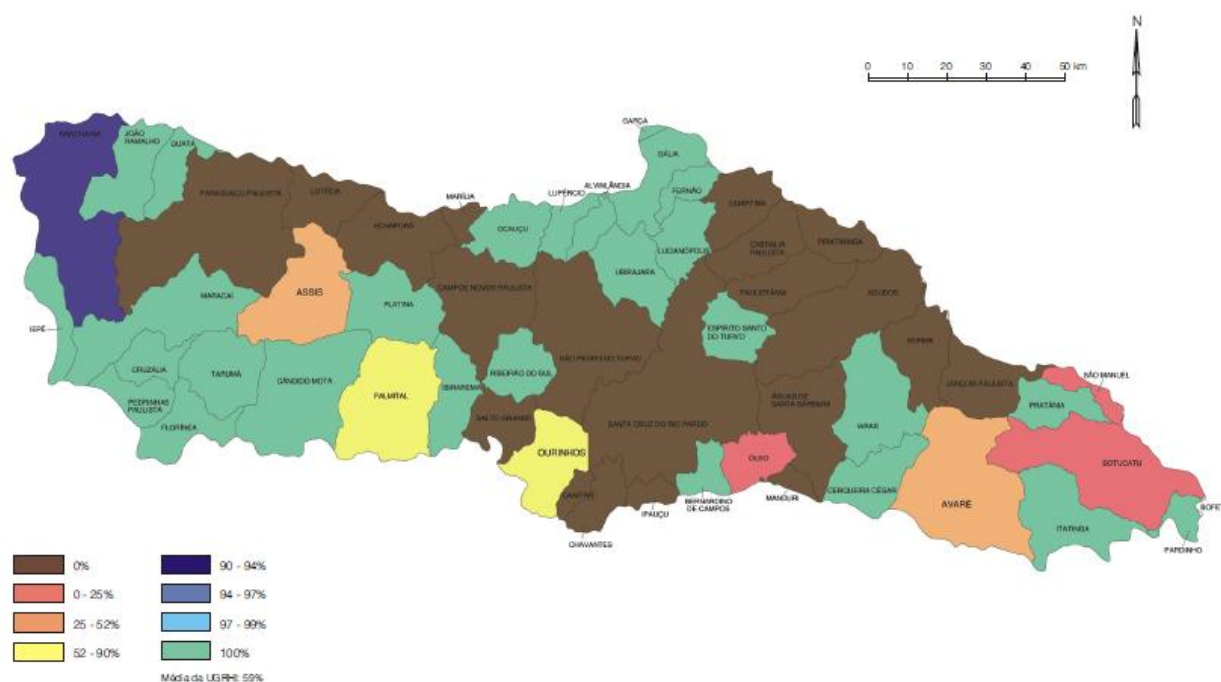 N
0 10 20 30 40 50 km
GARÇA
JOÃO
RAMALHO
QUATÁ
GÁLIA
RANCHARIA
ALVINLÂNDIA
LUPÉRCIO
FERNÃO
PARAGUAÇU PAULISTA
LUTÉCIA
MARÍLIA
ECHAPORÃ
OCAUÇU
LUCIANÓPOLIS
CABRÁLIA
PAULISTA
PIRATININGA
UBIRAJARA
CAMPOS NOVOS PAULISTA
PAULISTÂNIA
AGUDOS
MARACAÍ
ASSIS
PLATINA
IEPÊ
ESPÍRITO SANTO
DO TURVO
BOREBI
SÃO PEDRO DO TURVO
CRUZÁLIA
TARUMÃ
RIBEIRÃO DO SUL
CÂNDIDO MOTA
IBIRAREMA
LENÇÓIS PAULISTA
SÃO MANUEL
PALMITAL
ÁGUAS DE
SANTA BÁRBARA
PRATÂNIA
PEDRINHAS
PAULISTA
SALTO GRANDE
SANTA CRUZ DO RIO PARDO
IARAS
FLORÍNEA
OURINHOS
ÓLEO
BOTUCATU
CERQUEIRA CÉSAR
CANITAR
MANDURI
AVARÉ
BERNARDINO
DE CAMPOS
IPAUÇU
BOFET
ITATINGA
CHAVANTES
PARDINHO
0% 90 - 94%
0 - 25% 94 - 97%
25 - 52% 97 - 99%
52 - 90% 100%
Média da UGRHI: 59%